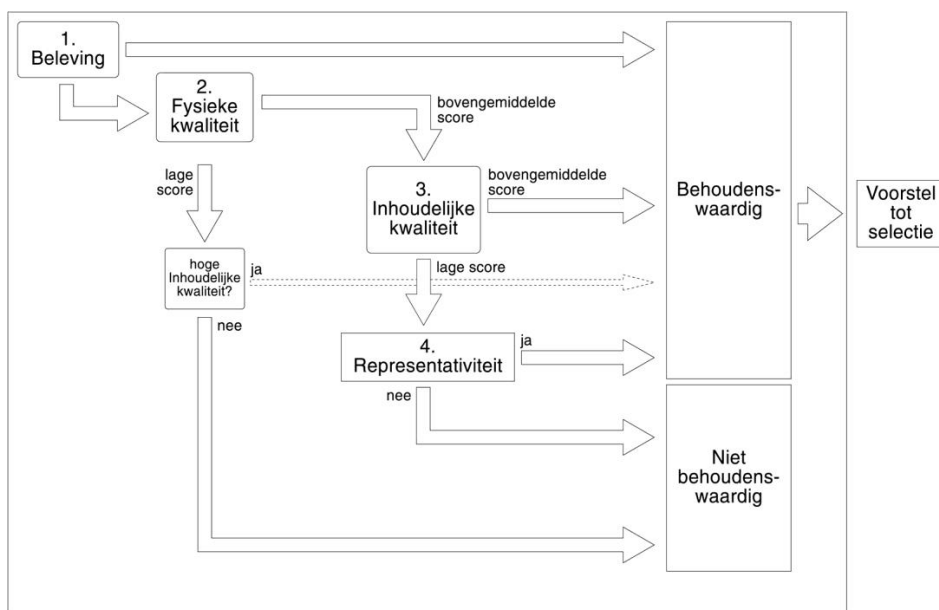 1.
Beleving
2.
Fysieke
kwaliteit
bovengemiddelde
score
lage
score
3.
Inhoudelijke
kwaliteit
bovengemiddelde
score
Behoudens-
waardig
Voorstel
tot
selectie
hoge
Inhoudelijke
kwaliteit?
ja
lage score
nee
4.
Representativiteit
ja
nee
Niet
behoudens-
waardig